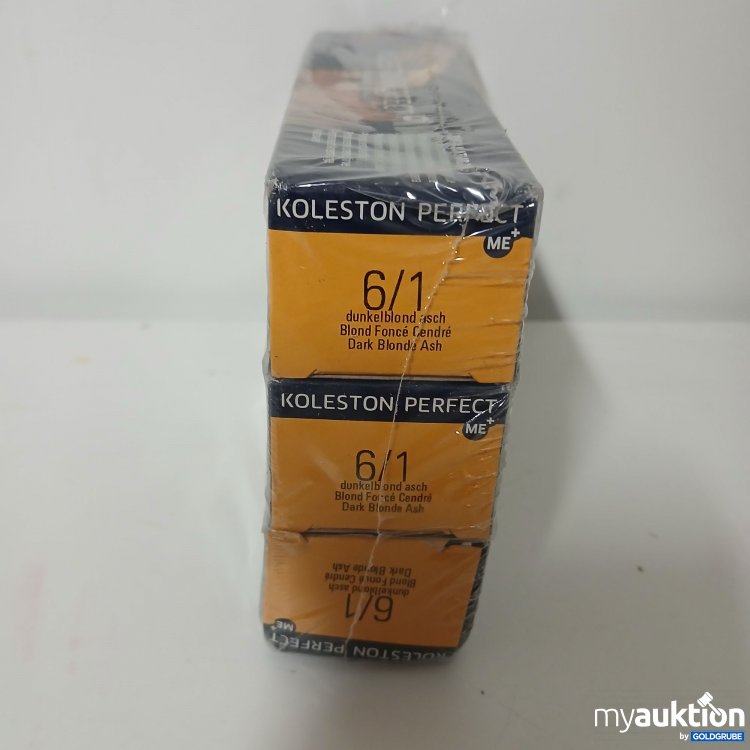 KOLESTON PERFECT
ME+
6/1
dunkelblond asch
Blond Foncé Cendré
Dark Blonde Ash
KOLESTON PERFECT
ME+
6/1
dunkelblond asch
Blond Foncé Cendré
Dark Blonde Ash
KOLESTON PERFECT
ME+
6/1
dunkelblond asch
Blond Foncé Cendré
Dark Blonde Ash
myauktion
by GOLDGRUBE